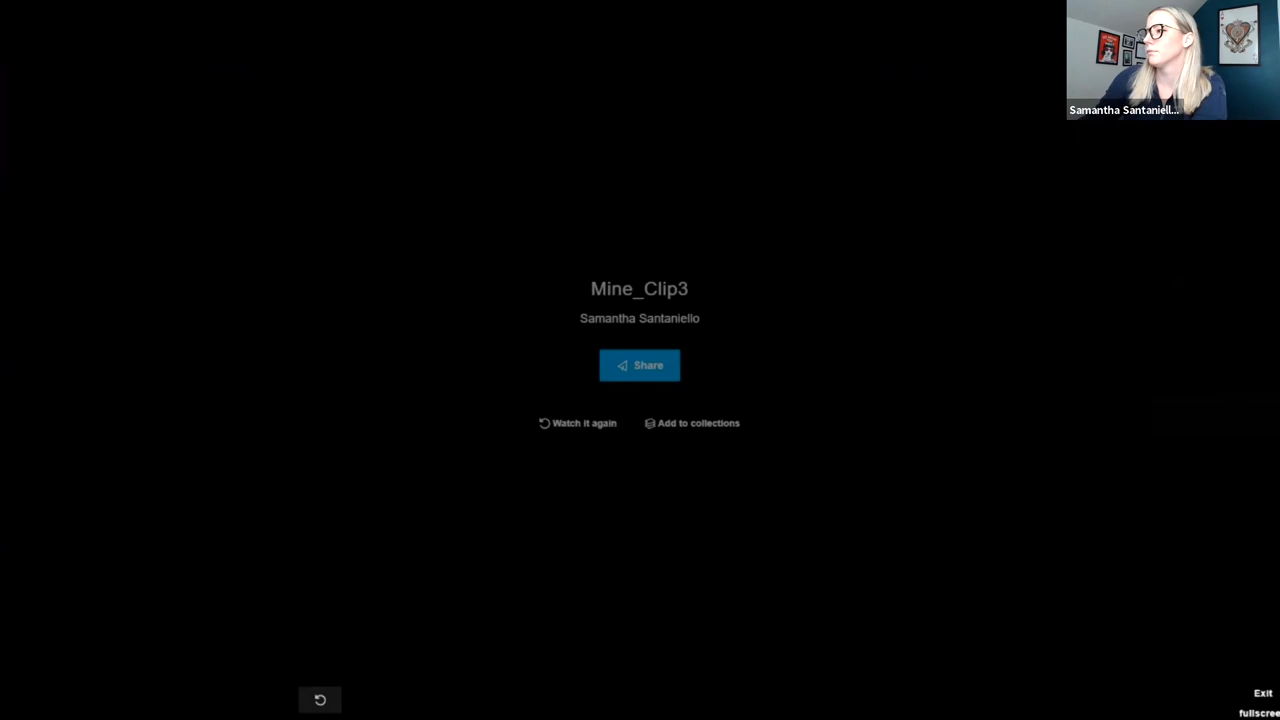 Samantha Santaniell...
Mine_Clip3
Samantha Santaniello
Share
Watch it again
Add to collections
Exit
fullscree